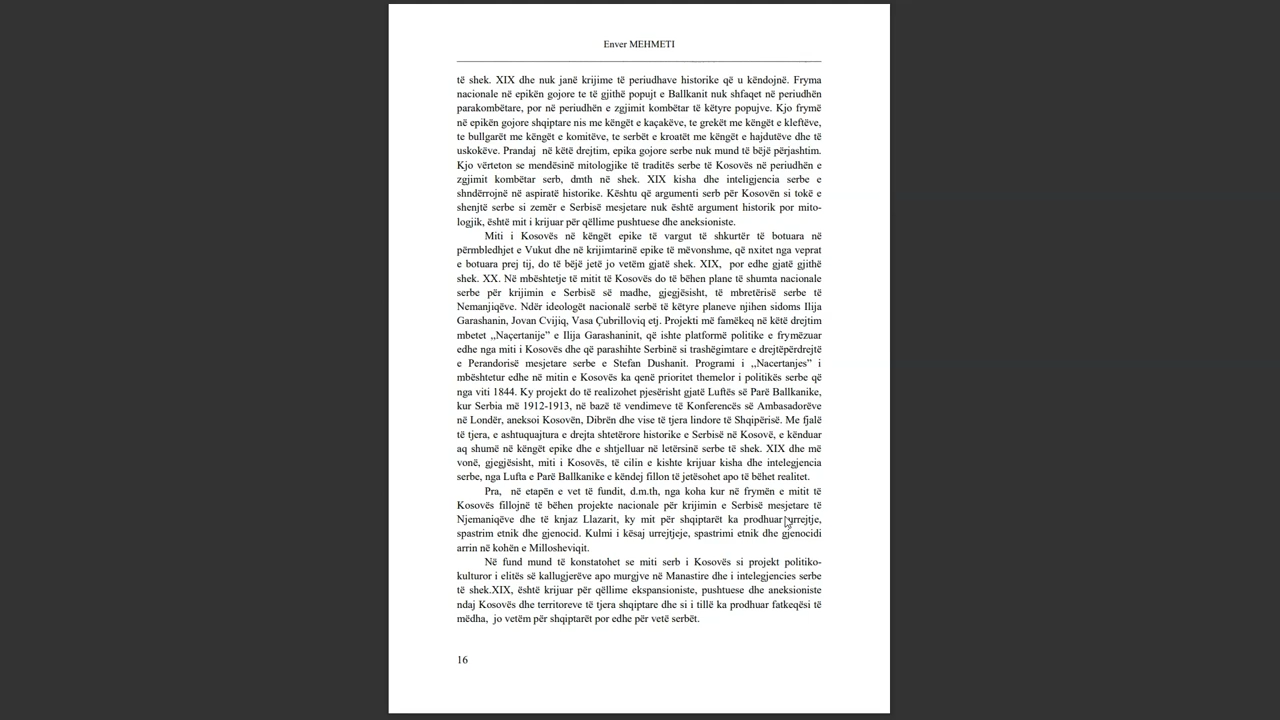 Enver MEHMETI
të shek. XIX dhe nuk janë krijime të periudhave historike që u këndojnë. Fryma
nacionale në epikën gojore te të gjithë popujt e Ballkanit nuk shfaqet në periudhën
parakombëtare, por në periudhën e zgjimit kombëtar të këtyre popujve. Kjo frymë
në epikën gojore shqiptare nis me këngët e kaçakëve, te grekët me këngët e kleftëve,
te bullgarët me këngët e komitëve, te serbët e kroatët me këngët e hajdutëve dhe të
uskokëve. Prandaj në këtë drejtim, epika gojore serbe nuk mund të bëjë përjashtim.
Kjo vërteton se mendësinë mitologjike të traditës serbe të Kosovës në periudhën e
zgjimit kombëtar serb, dmth në shek. XIX kisha dhe inteligjencia serbe e
shndërrojnë në aspiratë historike. Kështu që argumenti serb për Kosovën si tokë e
shenjtë serbe si zemër e Serbisë mesjetare nuk është argument historik por mito-
logjik, është mit i krijuar për qëllime pushtuese dhe aneksioniste.
Miti i Kosovës në këngët epike të vargut të shkurtër të botuara në
përmbledhjet e Vukut dhe në krijimtarinë epike të mëvonshme, që nxitet nga veprat
e botuara prej tij, do të bëjë jetë jo vetëm gjatë shek. XIX, por edhe gjatë gjithë
shek. XX. Në mbështetje të mitit të Kosovës do të bëhen plane të shumta nacionale
serbe për krijimin e Serbisë së madhe, gjegjësisht, të mbretërisë serbe të
Nemanjiqëve. Ndër ideologët nacionalë serbë të këtyre planeve njihen sidoms Ilija
Garashanin, Jovan Cvijiq, Vasa Çubrilloviq etj. Projekti më famëkeq në këtë drejtim
mbetet ,,Naçertanije” e Ilija Garashaninit, që ishte platformë politike e frymëzuar
edhe nga miti i Kosovës dhe që parashihte Serbinë si trashëgimtare e drejtëpërdrejtë
e Perandorisë mesjetare serbe e Stefan Dushanit. Programi i ,,Nacertanjes” i
mbështetur edhe në mitin e Kosovës ka qenë prioritet themelor i politikës serbe që
nga viti 1844. Ky projekt do të realizohet pjesërisht gjatë Luftës së Parë Ballkanike,
kur Serbia më 1912-1913, në bazë të vendimeve të Konferencës së Ambasadorëve
në Londër, aneksoi Kosovën, Dibrën dhe vise të tjera lindore të Shqipërisë. Me fjalë
të tjera, e ashtuquajtura e drejta shtetërore historike e Serbisë në Kosovë, e kënduar
aq shumë në këngët epike dhe e shtjelluar në letërsinë serbe të shek. XIX dhe më
vonë, gjegjësisht, miti i Kosovës, të cilin e kishte krijuar kisha dhe intelegjencia
serbe, nga Lufta e Parë Ballkanike e këndej fillon të jetësohet apo të bëhet realitet.
Pra, në etapën e vet të fundit, d.m.th, nga koha kur në frymën e mitit të
Kosovës fillojnë të bëhen projekte nacionale për krijimin e Serbisë mesjetare të
Njemaniqëve dhe të knjaz Llazarit, ky mit për shqiptarët ka prodhuar urrejtje,
spastrim etnik dhe gjenocid. Kulmi i kësaj urrejtjeje, spastrimi etnik dhe gjenocidi
arrin në kohën e Millosheviqit.
Në fund mund të konstatohet se miti serb i Kosovës si projekt politiko-
kulturor i elitës së kallugjerëve apo murgjve në Manastire dhe i intelegjencies serbe
të shek.XIX, është krijuar për qëllime ekspansioniste, pushtuese dhe aneksioniste
ndaj Kosovës dhe territoreve të tjera shqiptare dhe si i tillë ka prodhuar fatkeqësi të
mëdha, jo vetëm për shqiptarët por edhe për vetë serbët.
16